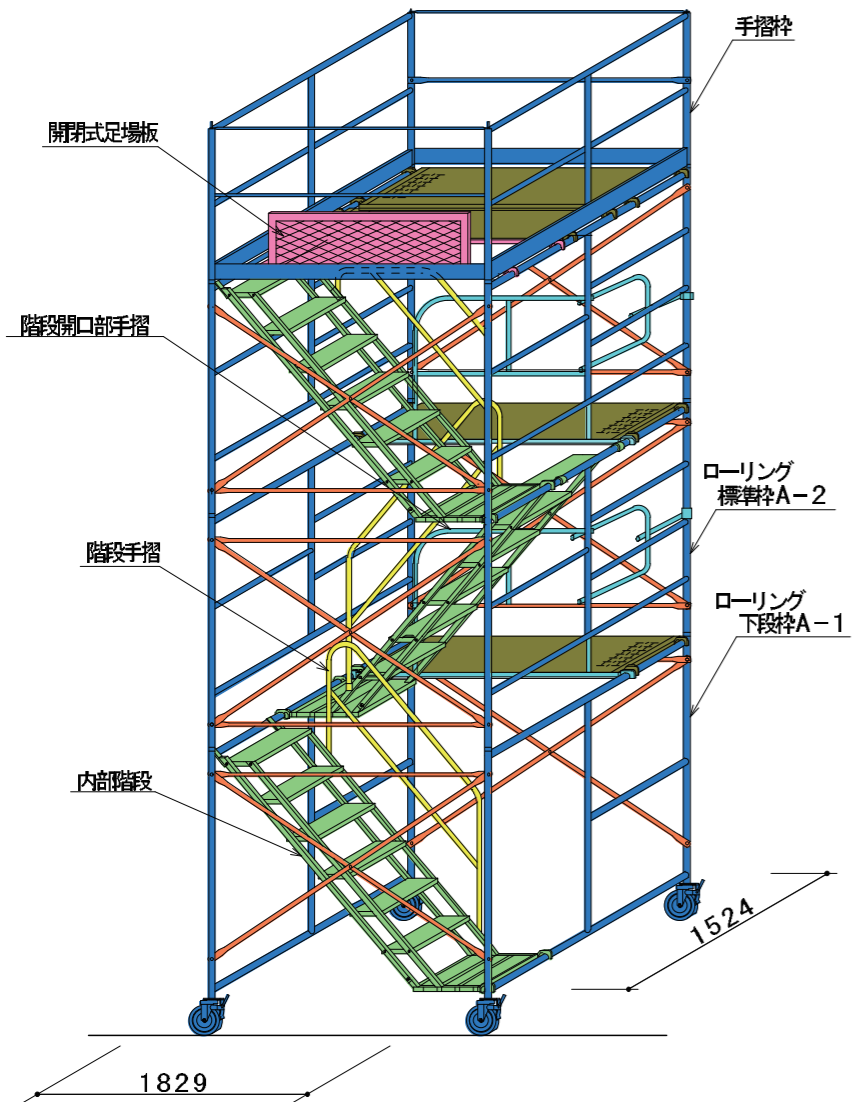 手摺枠
開閉式足場板
階段開口部手摺
ローリング
標準枠A-2
階段手摺
ローリング
下段枠A-1
内部階段
1524
1829